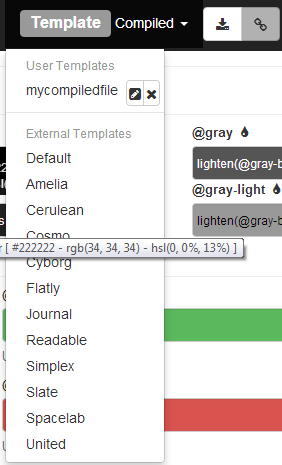 Template Compiled
User Templates
mycompiledfile
External Templates
@gray
Default
lighten(@gray-b
Amelia
@gray-light
Cerulean
lighten(@gray-b
Cosmo
[ #222222 - rgb(34, 34, 34) - hsl(0, 0%, 13%) ]
Cyborg
Flatly
Journal
Readable
Simplex
Slate
Spacelab
United